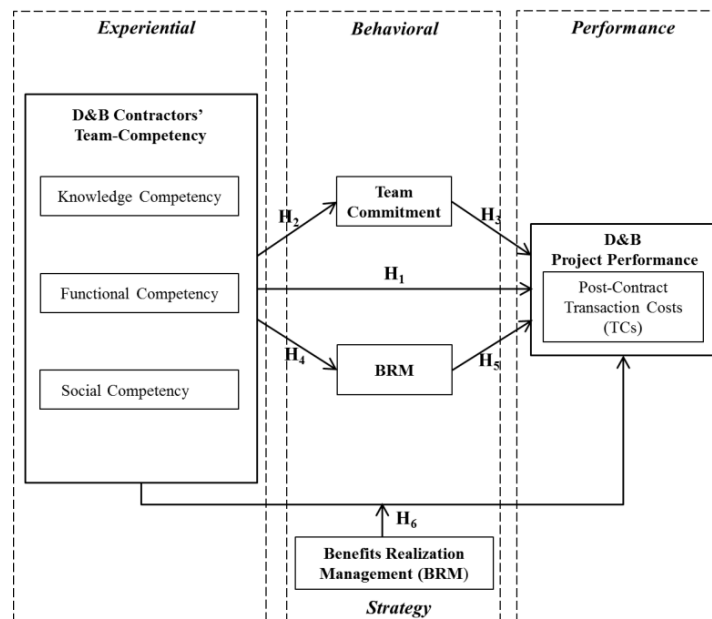 Experiential
Behavioral
Performance
D&B Contractors'
Team-Competency
Knowledge Competency
Functional Competency
Social Competency
H2
H1
H4
Team
Commitment
BRM
H3
H5
D&B
Project Performance
Post-Contract
Transaction Costs
(TCs)
H6
Benefits Realization
Management (BRM)
Strategy